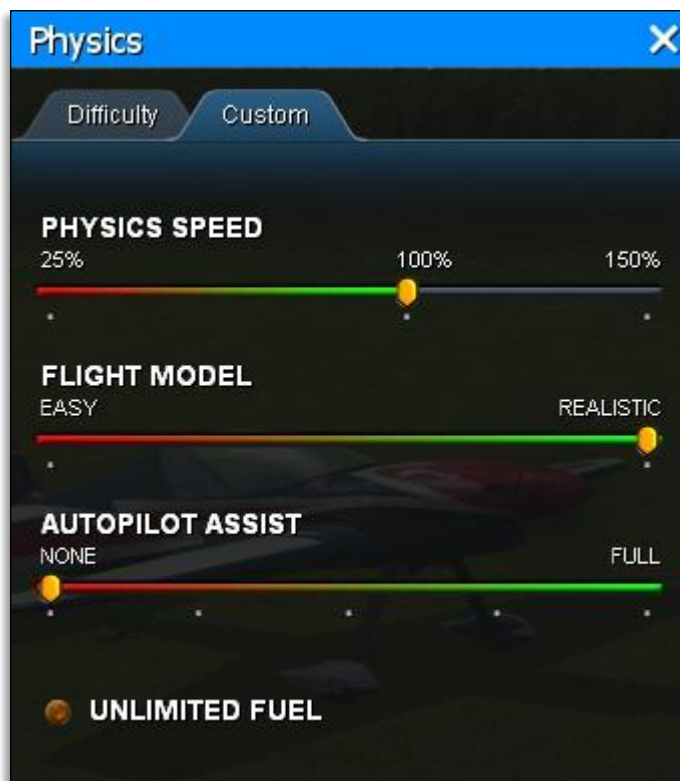 Physics
Difficulty Custom
PHYSICS SPEED
25% 100% 150%
FLIGHT MODEL
EASY REALISTIC
AUTOPILOT ASSIST
NONE FULL
UNLIMITED FUEL